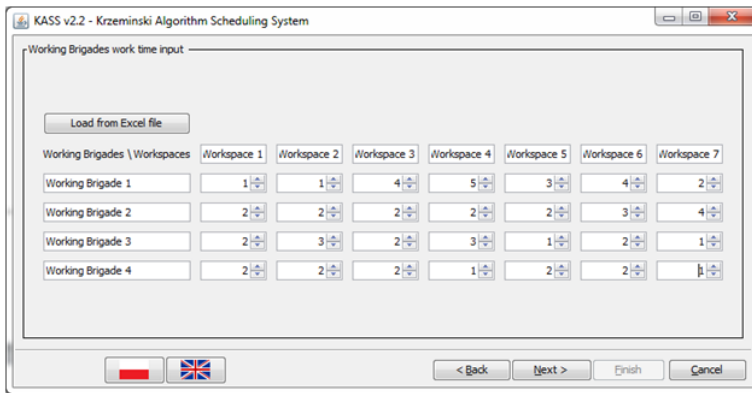 KASS v2.2 - Krzeminski Algorithm Scheduling System
Working Brigades work time input
Load from Excel file
Working Brigades \ Workspaces Workspace 1 Workspace 2 Workspace 3 Workspace 4 Workspace 5 Workspace 6 Workspace 7
Working Brigade 1 1 1 4 5 3 4 2
Working Brigade 2 2 2 2 2 2 3 4
Working Brigade 3 2 3 2 3 1 2 1
Working Brigade 4 2 2 2 1 2 2 1
< Back Next > Finish Cancel